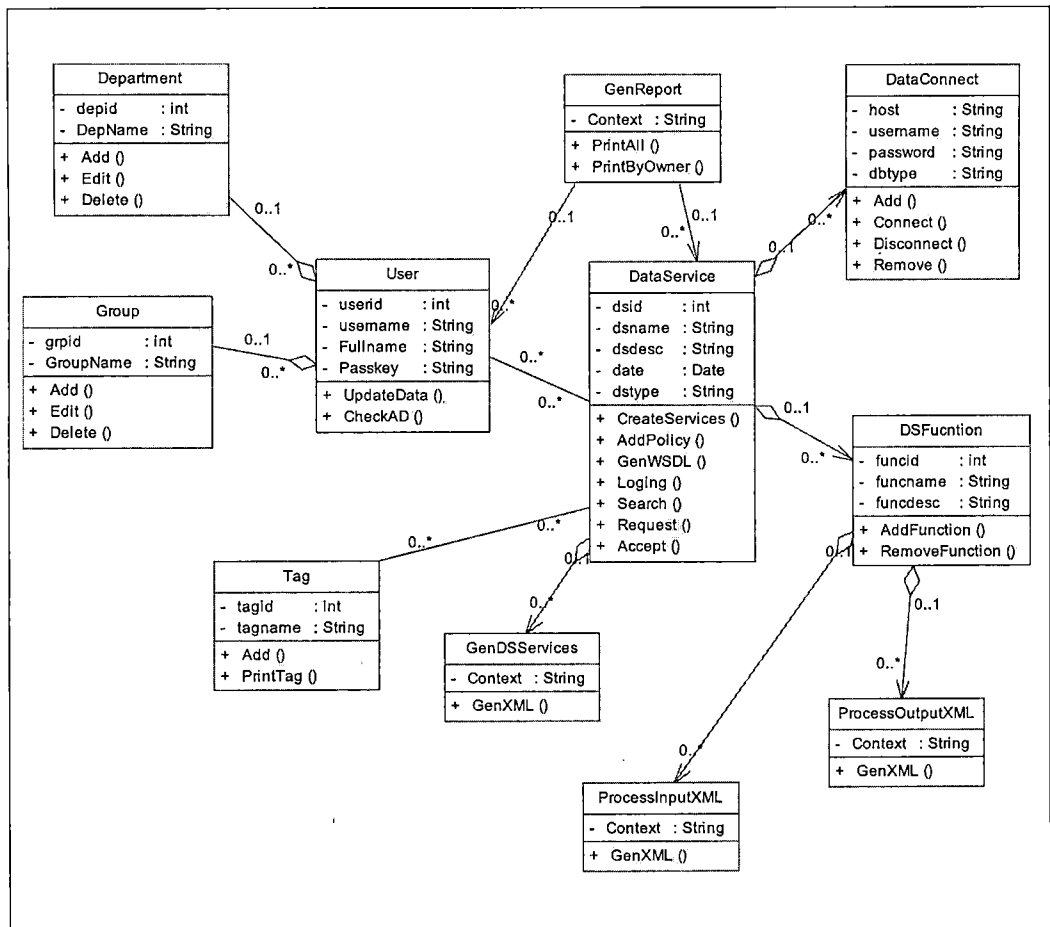 Department
- depid : int
- DepName : String
+ Add ()
+ Edit ()
+ Delete ()
GenReport
- Context : String
+ PrintAll ()
+ PrintByOwner ()
DataConnect
- host : String
- username : String
- password : String
- dbtype : String
+ Add ()
+ Connect ()
+ Disconnect ()
+ Remove ()
0..1
0..*
0..1
0..*
0..1
0..*
0..1
0..*
Group
- grpid : int
- GroupName : String
+ Add ()
+ Edit ()
+ Delete ()
0..1
0..*
User
- userid : int
- username : String
- Fullname : String
- Passkey : String
+ UpdateData ()
+ CheckAD ()
0..*
0..*
DataService
- dsid : int
- dsname : String
- dsdesc : String
- date : Date
- dstype : String
+ CreateServices ()
+ AddPolicy ()
+ GenWSDL ()
+ Loging ()
+ Search ()
+ Request ()
+ Accept ()
0..1
0..*
DSFucntion
- funcid : int
- funcname : String
- funcdesc : String
+ AddFunction ()
+ RemoveFunction ()
0..*
0..*
Tag
- tagid : int
- tagname : String
+ Add ()
+ PrintTag ()
0..1
0..*
GenDSServices
- Context : String
+ GenXML ()
0..1
0..*
0..1
0..*
ProcessOutputXML
- Context : String
+ GenXML ()
ProcessInputXML
- Context : String
+ GenXML ()